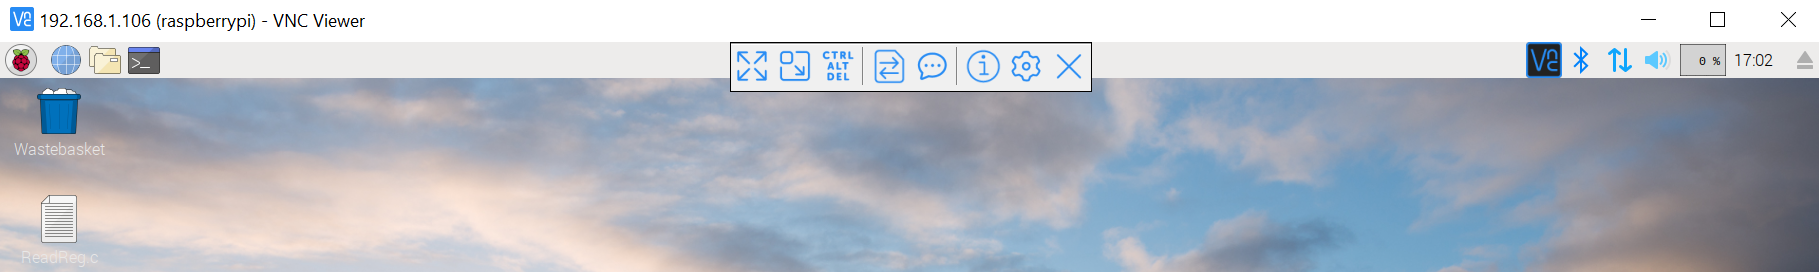 192.168.1.106 (raspberrypi) - VNC Viewer
CTRL
ALT
DEL
0 %
17:02
Wastebasket
ReadReg.c